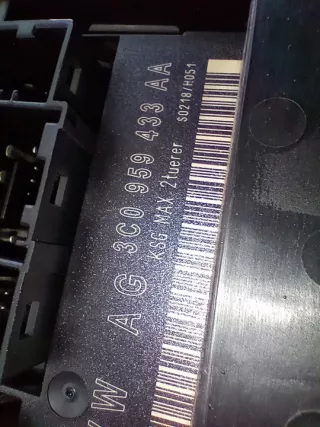 VW AG 3C0 959 433 AA
KSG MAX 2tuerer S0218/H051